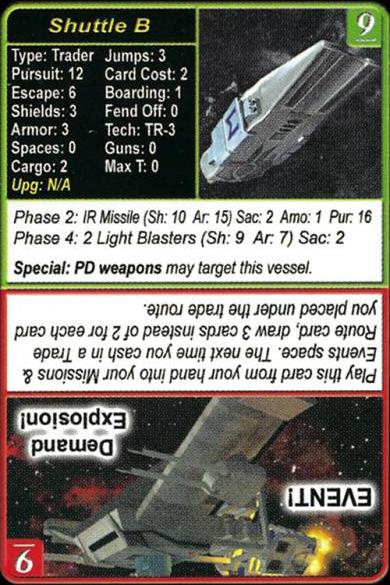 Shuttle B
9
Type: Trader Jumps: 3
Pursuit: 12 Card Cost: 2
Escape: 6 Boarding: 1
Shields: 3 Fend Off: 0
Armor: 3 Tech: TR-3
Spaces: 0 Guns: 0
Cargo: 2 Max T: 0
Upg: N/A
Phase 2: IR Missile (Sh: 10 Ar: 15) Sac: 2 Amo: 1 Pur: 16
Phase 4: 2 Light Blasters (Sh: 9 Ar: 7) Sac: 2
Special: PD weapons may target this vessel.
6
EVENT!
Demand
Explosion!
Play this card from your hand into your Missions &
Events space. The next time you cash in a Trade
Route card, draw 3 cards instead of 2 for each card
you placed under the trade route.